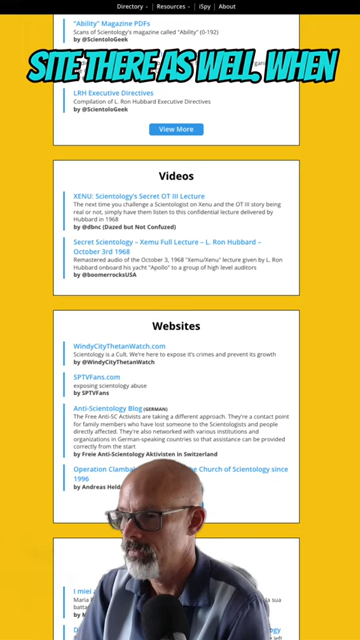 Directory
Resources
iSpy
About
"Ability" Magazine PDFs
Scans of Scientology's magazine called "Ability" (0-192)
by @ScientoloGeek
SITE THERE AS WELL. WHEN
LRH Executive Directives
Compilation of L. Ron Hubbard Executive Directives
by @ScientoloGeek
View More
Videos
XENU: Scientology's Secret OT III Lecture
The next time you challenge a Scientologist on Xenu and the OT III story being
real or not, simply have them listen to this confidential lecture delivered by
Hubbard in 1968
by @dbnc (Dazed but Not Confused)
Secret Scientology – Xemu Full Lecture – L. Ron Hubbard –
October 3rd 1968
Remastered audio of the October 3, 1968 "Xemu/Xenu" lecture given by L. Ron
Hubbard onboard his yacht "Apollo" to a group of high level auditors
by @boomerrocksUSA
Websites
WindyCityThetanWatch.com
Scientology is a Cult. We're here to expose it's crimes and prevent its growth
by @WindyCityThetanWatch
SPTVFans.com
exposing scientology abuse
by SPTVFans
Anti-Scientology Blog (GERMAN)
The Free Anti-SC Activists are taking a different approach. They're a contact point
for family members who have lost someone to the Scientologists and people
directly affected. They're also networked with various institutions and
organizations in German-speaking countries so that assistance can be provided
correctly from the start
by Freie Anti-Scientology Aktivisten in Switzerland
Operation Clambak the Church of Scientology since
1996
by Andreas Held
I miei
Maria
la sua
batta